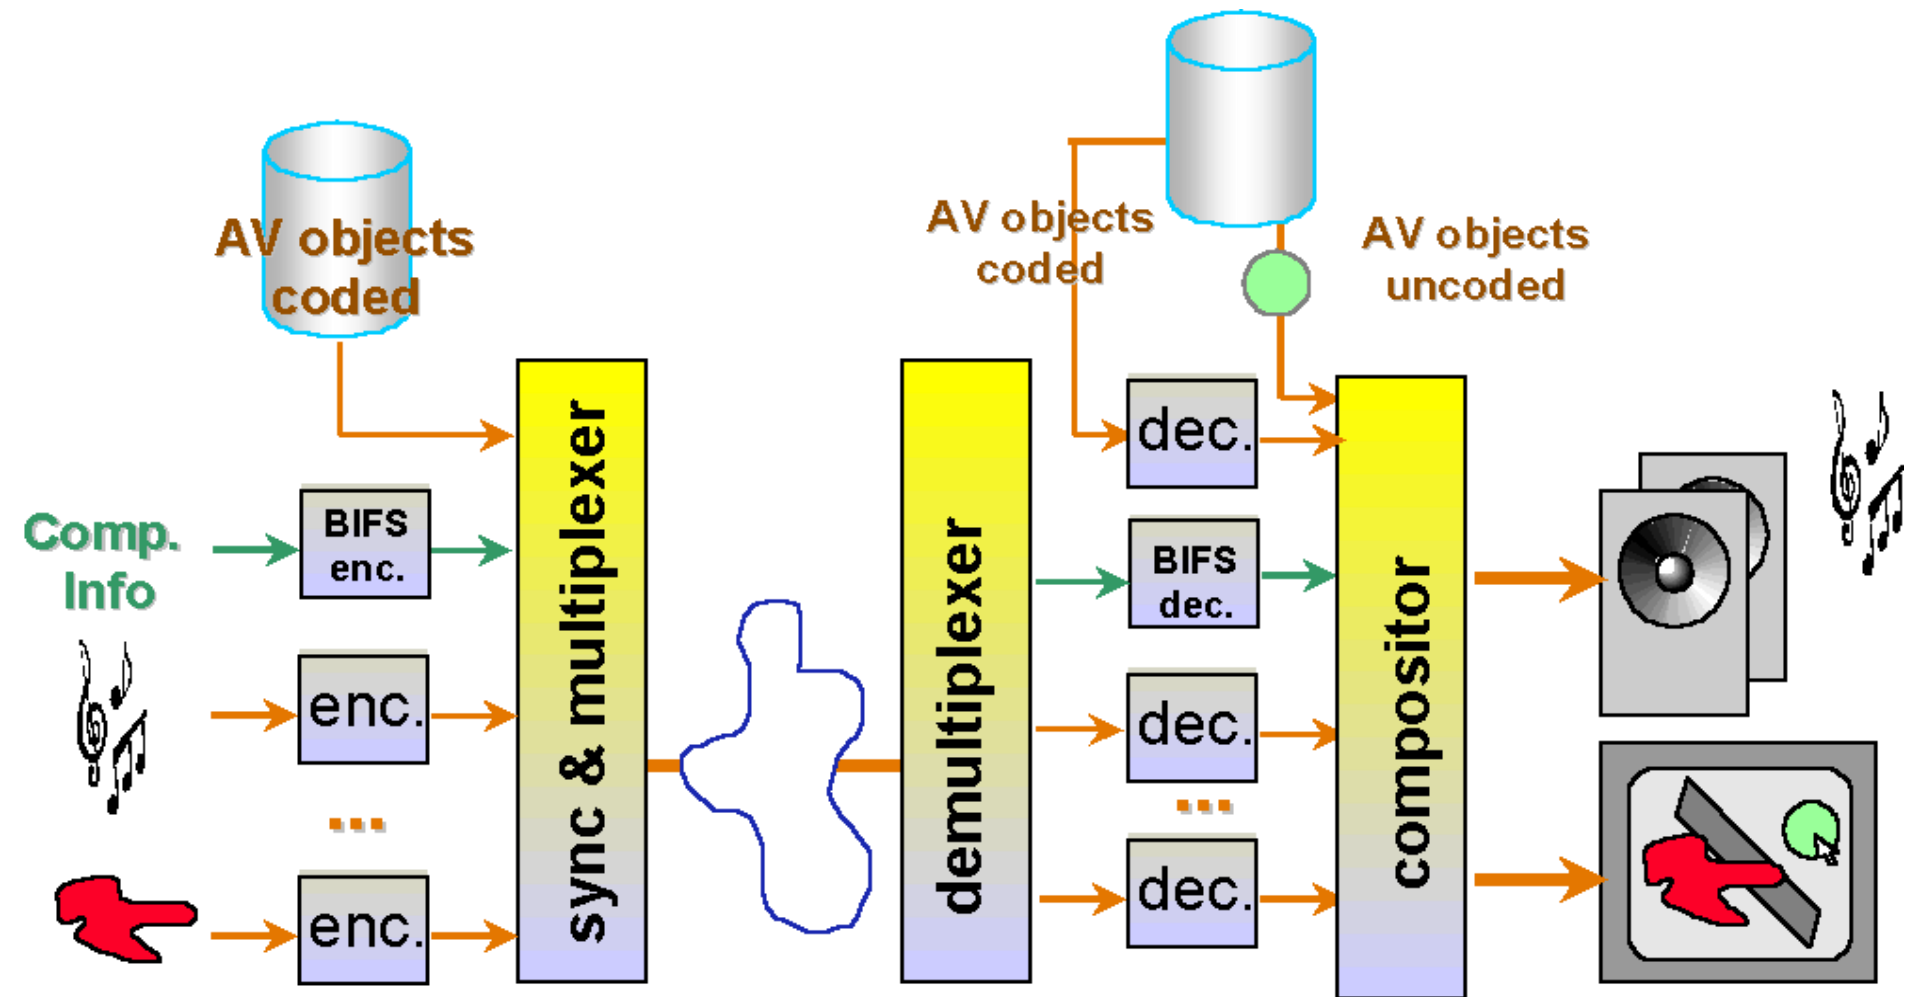 AV objects
coded
Comp.
Info
BIFS
enc.
enc.
...
enc.
sync & multiplexer
demultiplexer
AV objects
coded
AV objects
uncoded
dec.
BIFS
dec.
dec.
...
dec.
compositor